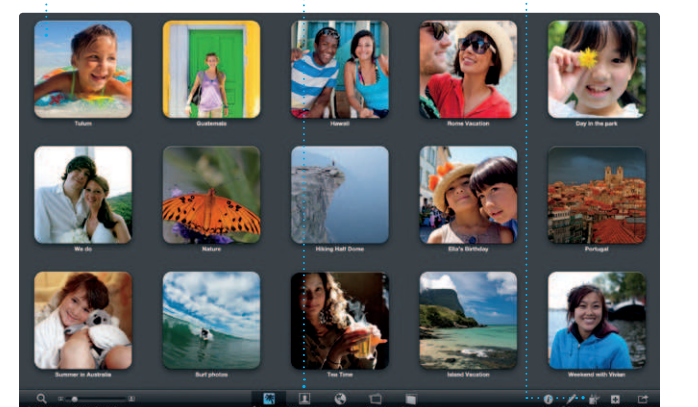 Tulum
Guatemala
Hawaii
Rome Vacation
Day in the park
We do
Nature
Hiking Half Dome
Ella's Birthday
Portugal
Summer in Australia
Surf photos
Tea Time
Island Vacation
Weekend with Vivian